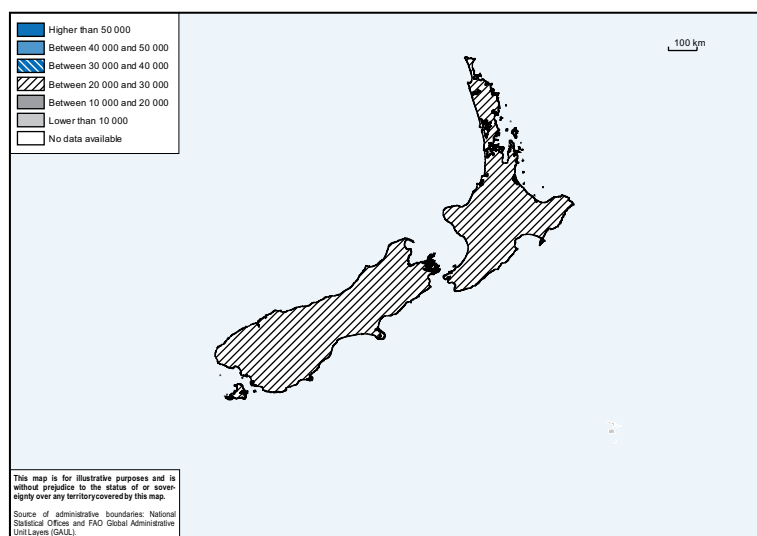 Higher than 50 000
Between 40 000 and 50 000
Between 30 000 and 40 000
Between 20 000 and 30 000
Between 10 000 and 20 000
Lower than 10 000
No data available
100 km
This map is for illustrative purposes and is
without prejudice to the status of or sover-
eignty over any territory covered by this map.
Source of administrative boundaries: National
Statistical Offices and FAO Global Administrative
Unit Layers (GAUL).